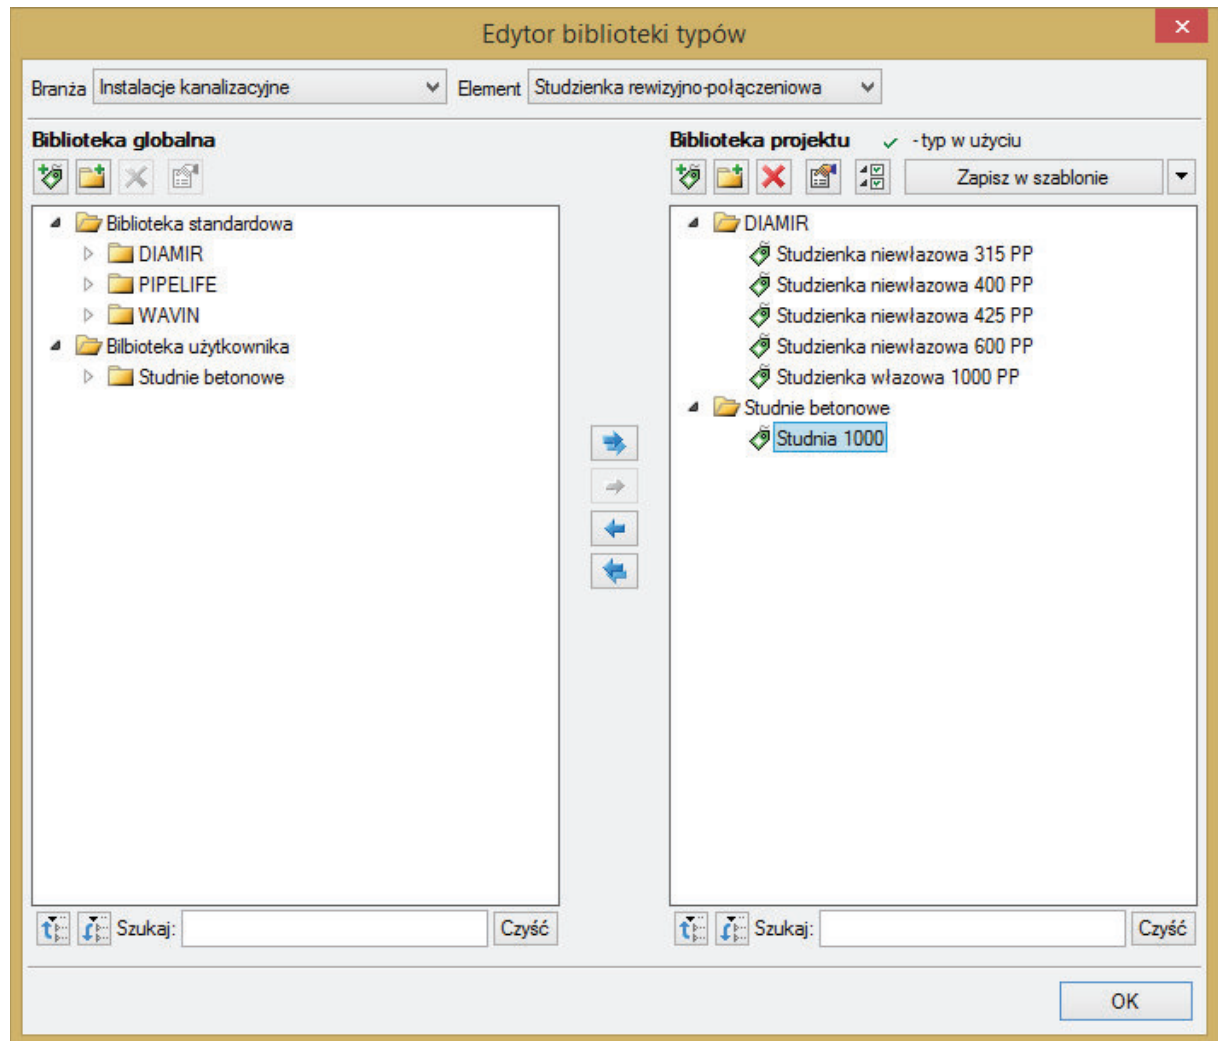 Edytor biblioteki typów
Branża Instalacje kanalizacyjne Element Studzienka rewizyjno-połączeniowa
Biblioteka globalna
Biblioteka standardowa
DIAMIR
PIPELIFE
WAVIN
Bilbioteka użytkownika
Studnie betonowe
Szukaj: Czyść
Biblioteka projektu - typ w użyciu
Zapisz w szablonie
DIAMIR
Studzienka niewłazowa 315 PP
Studzienka niewłazowa 400 PP
Studzienka niewłazowa 425 PP
Studzienka niewłazowa 600 PP
Studzienka włazowa 1000 PP
Studnie betonowe
Studnia 1000
Szukaj: Czyść
OK